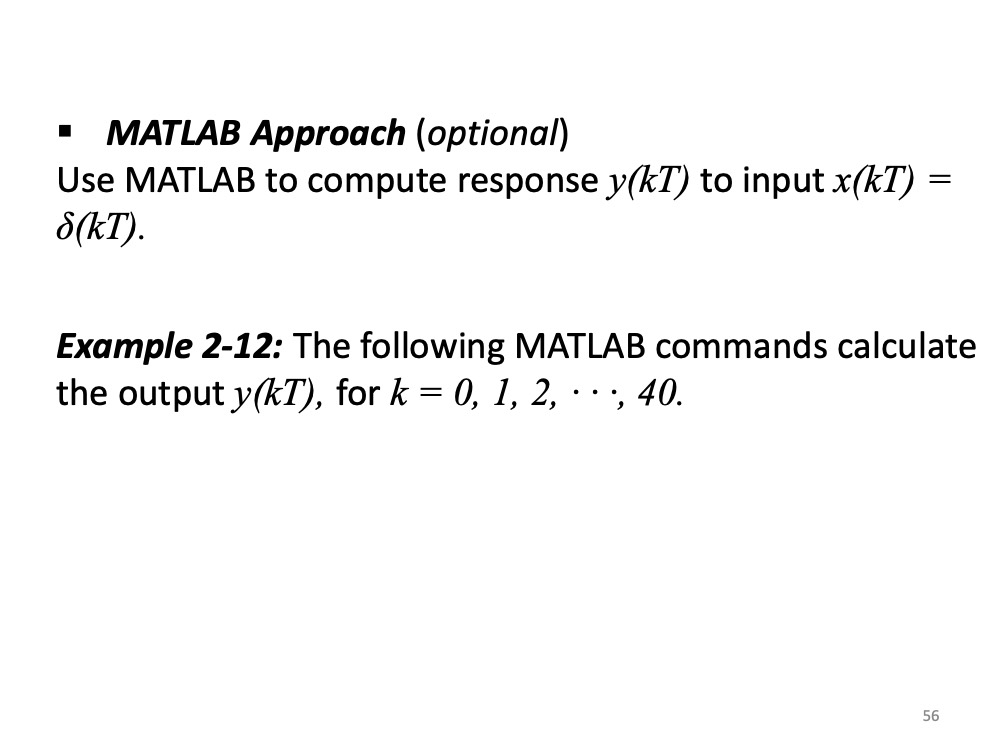 ▪ MATLAB Approach (optional)
Use MATLAB to compute response y(kT) to input x(kT) =
δ(kT).
Example 2-12: The following MATLAB commands calculate
the output y(kT), for k = 0, 1, 2, · · ·, 40.
56